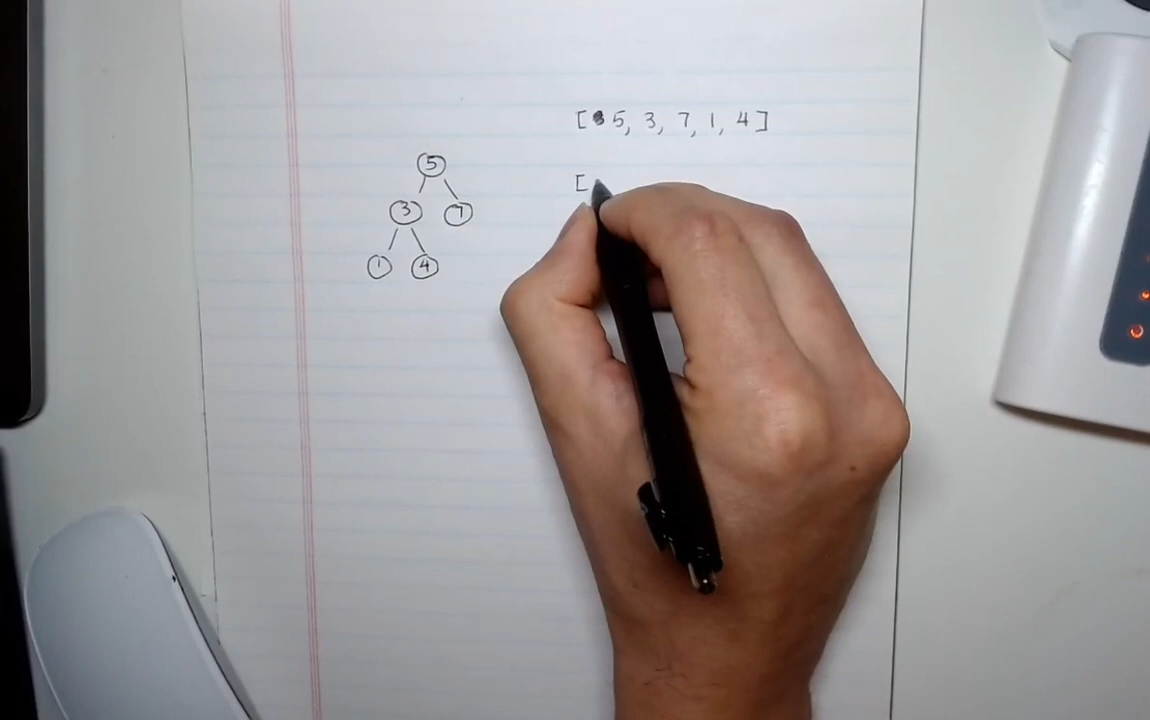 [ 5, 3, 7, 1, 4 ]
5
[
3 7
1 4